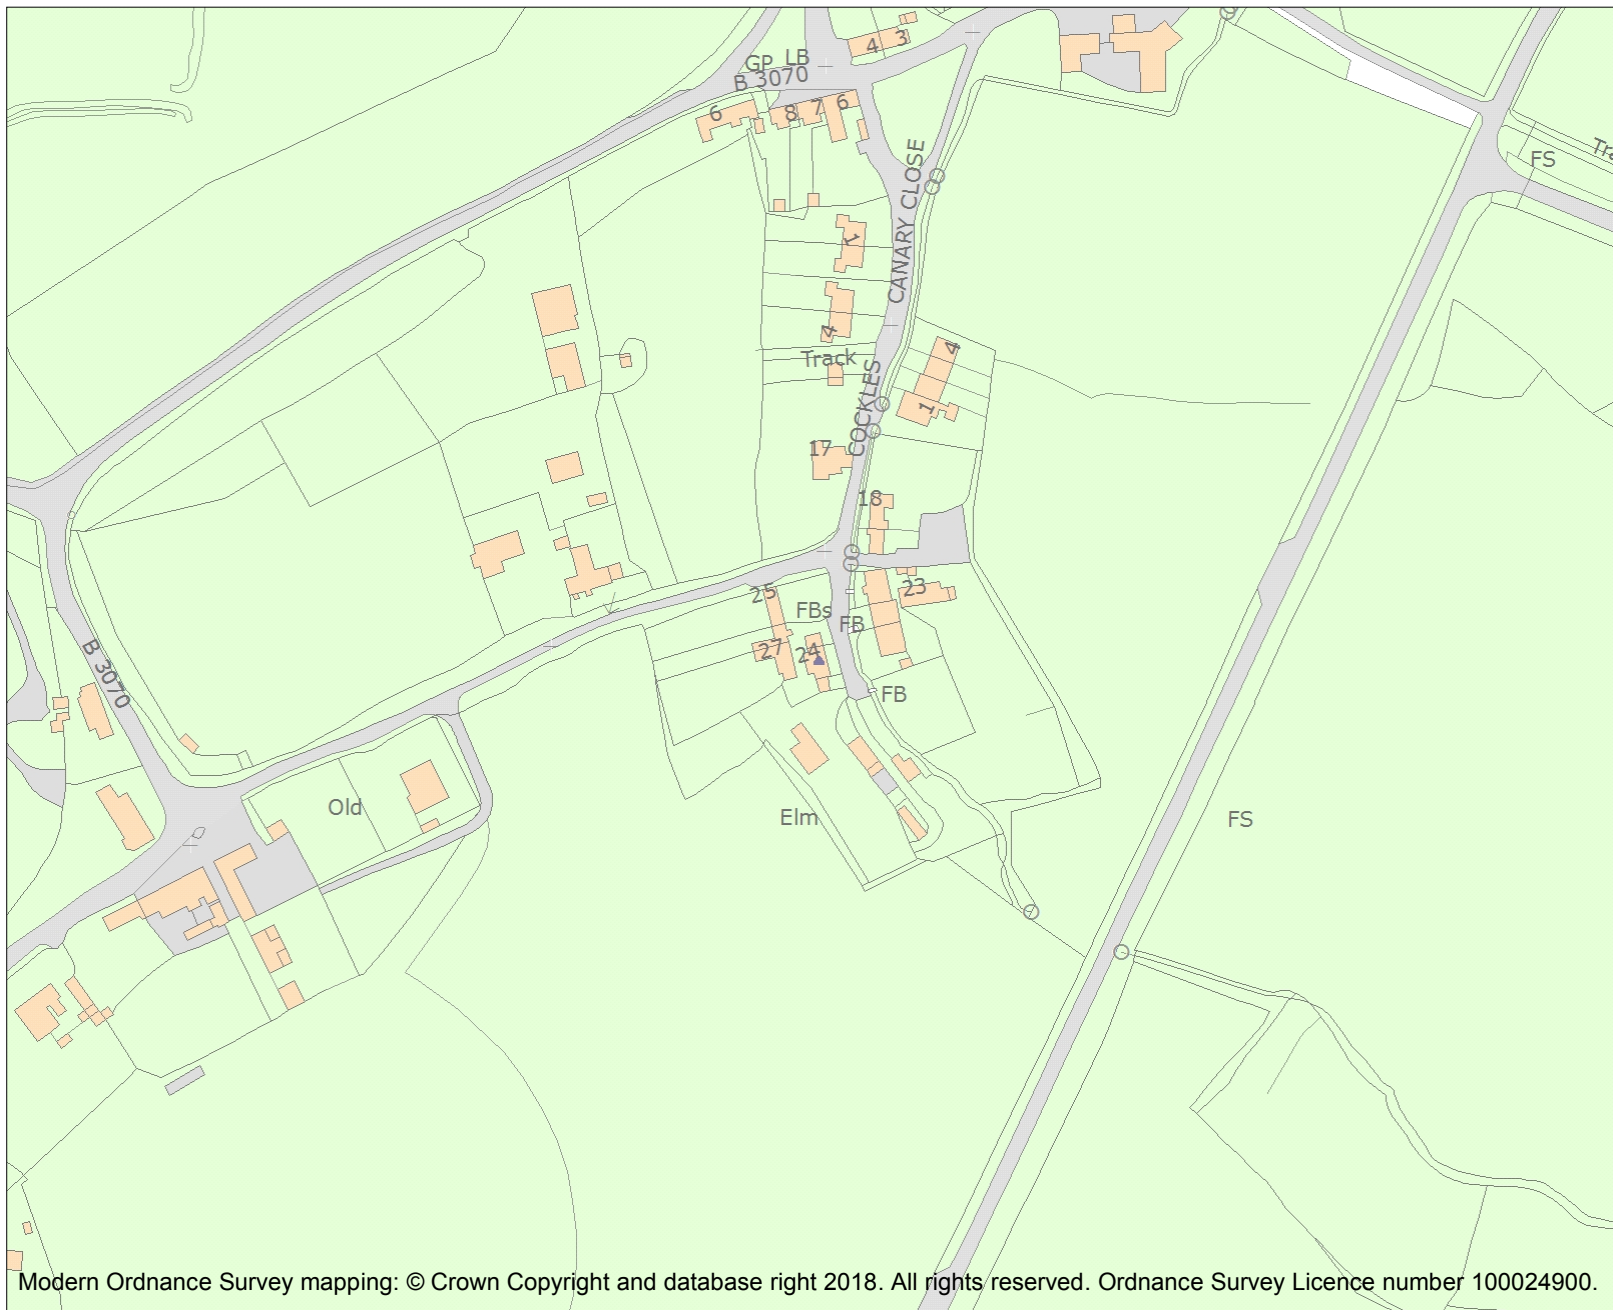 4 3
GP LB
B 3070
6 8 7 6
FS
CANARY CLOSE
1
4
Track
4
1
COCKLES
17
18
25
23
FBs
FB
27 24
B 3070
FB
Old
Elm
FS
Modern Ordnance Survey mapping: © Crown Copyright and database right 2018. All rights reserved. Ordnance Survey Licence number 100024900.